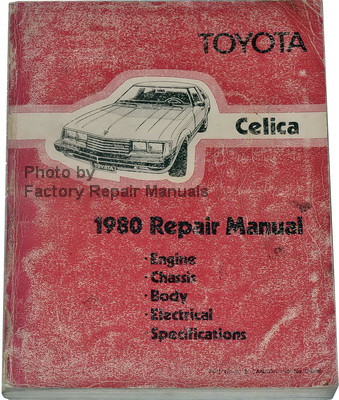 TOYOTA
Celica
Photo by
Factory Repair Manuals
1980 Repair Manual
·Engine
·Chassis
·Body
·Electrical
Specifications